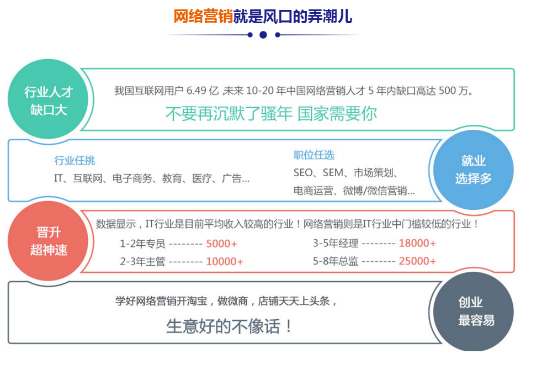 网络营销就是风口的弄潮儿
行业人才
缺口大
我国互联网用户 6.49 亿 ,未来 10-20 年中国网络营销人才 5 年内缺口高达 500 万。
不要再沉默了骚年 国家需要你
行业任挑
IT、互联网、电子商务、教育、医疗、广告...
职位任选
SEO、SEM、市场策划、
电商运营、微博/微信营销...
就业
选择多
晋升
超神速
数据显示，IT行业是目前平均收入较高的行业！网络营销则是IT行业中门槛较低的行业！
1-2年专员 -------- 5000+
3-5年经理 -------- 18000+
2-3年主管 -------- 10000+
5-8年总监 -------- 25000+
学好网络营销开淘宝，做微商，店铺天天上头条，
生意好的不像话！
创业
最容易